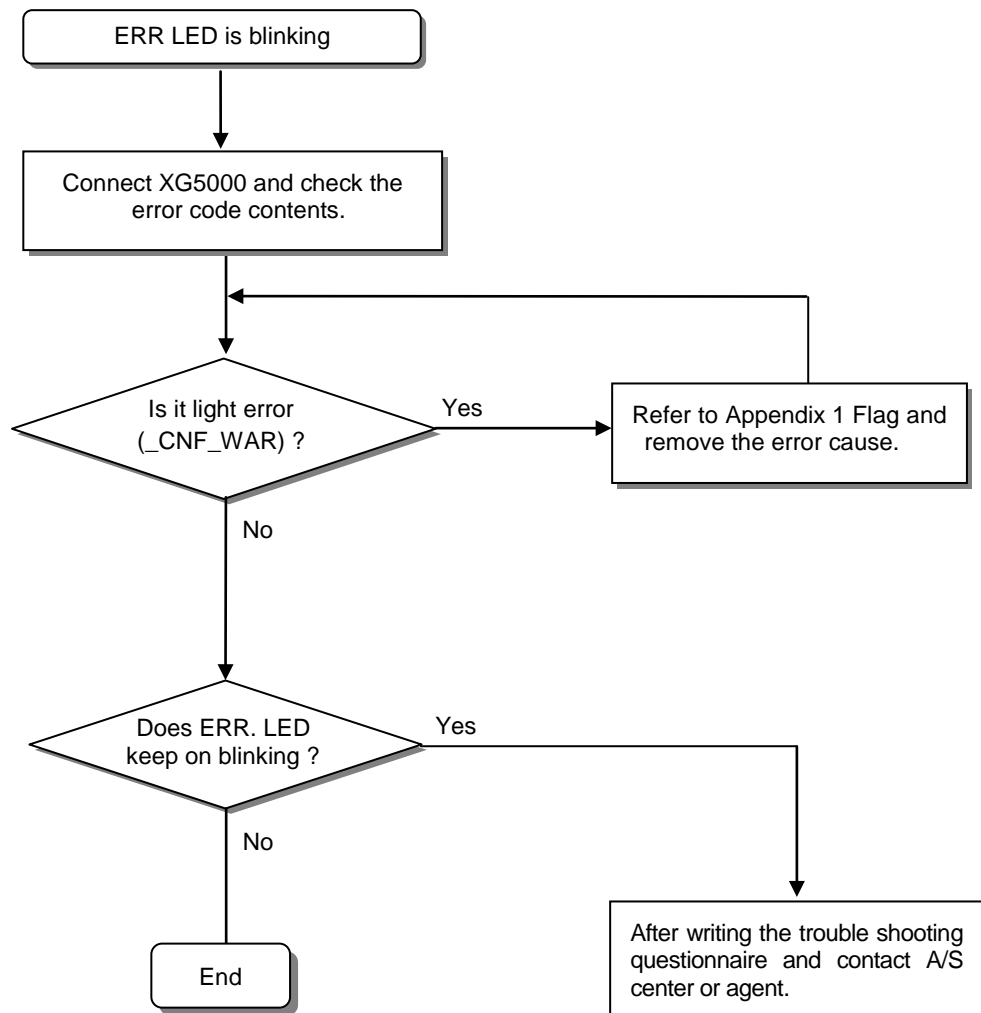 ERR LED is blinking
Connect XG5000 and check the
error code contents.
Is it light error
(_CNF_WAR) ?
Yes
Refer to Appendix 1 Flag and
remove the error cause.
No
Does ERR. LED
keep on blinking ?
Yes
No
End
After writing the trouble shooting
questionnaire and contact A/S
center or agent.